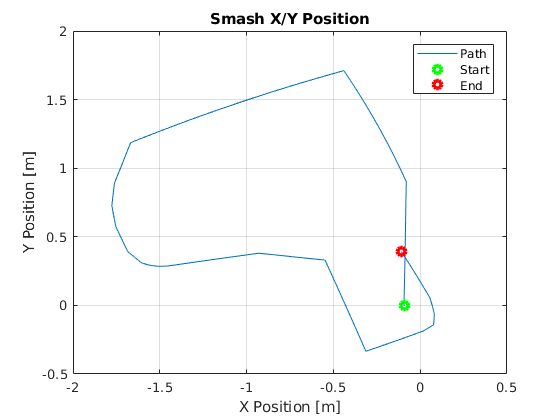 Smash X/Y Position
Path
Start
End
2
1.5
1
0.5
0
-0.5
Y Position [m]
-2
-1.5
-1
-0.5
0
0.5
X Position [m]